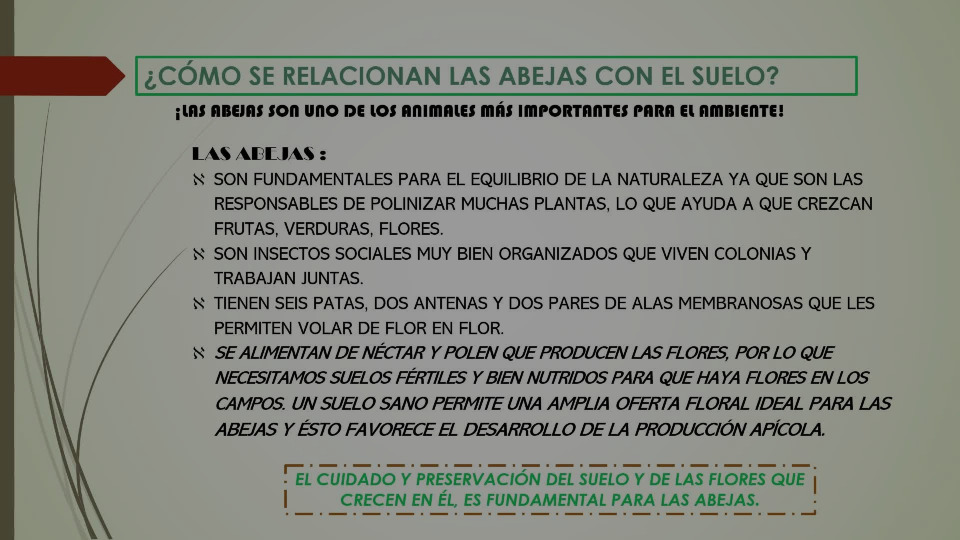 ¿CÓMO SE RELACIONAN LAS ABEJAS CON EL SUELO?
¡LAS ABEJAS SON UNO DE LOS ANIMALES MÁS IMPORTANTES PARA EL AMBIENTE!
LAS ABEJAS :
SON FUNDAMENTALES PARA EL EQUILIBRIO DE LA NATURALEZA YA QUE SON LAS
RESPONSABLES DE POLINIZAR MUCHAS PLANTAS, LO QUE AYUDA A QUE CREZCAN
FRUTAS, VERDURAS, FLORES.
SON INSECTOS SOCIALES MUY BIEN ORGANIZADOS QUE VIVEN COLONIAS Y
TRABAJAN JUNTAS.
TIENEN SEIS PATAS, DOS ANTENAS Y DOS PARES DE ALAS MEMBRANOSAS QUE LES
PERMITEN VOLAR DE FLOR EN FLOR.
SE ALIMENTAN DE NÉCTAR Y POLEN QUE PRODUCEN LAS FLORES, POR LO QUE
NECESITAMOS SUELOS FÉRTILES Y BIEN NUTRIDOS PARA QUE HAYA FLORES EN LOS
CAMPOS. UN SUELO SANO PERMITE UNA AMPLIA OFERTA FLORAL IDEAL PARA LAS
ABEJAS Y ÉSTO FAVORECE EL DESARROLLO DE LA PRODUCCIÓN APÍCOLA.
EL CUIDADO Y PRESERVACIÓN DEL SUELO Y DE LAS FLORES QUE
CRECEN EN ÉL, ES FUNDAMENTAL PARA LAS ABEJAS.